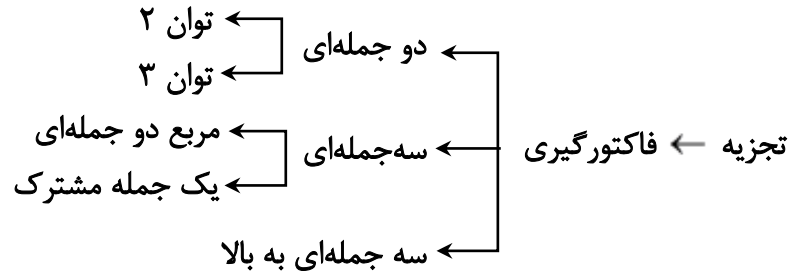 تجزیه ← فاکتورگیری
دو جمله‌ای
توان ۲
توان ۳
سه‌جمله‌ای
مربع دو جمله‌ای
یک جمله مشترک
سه جمله‌ای به بالا